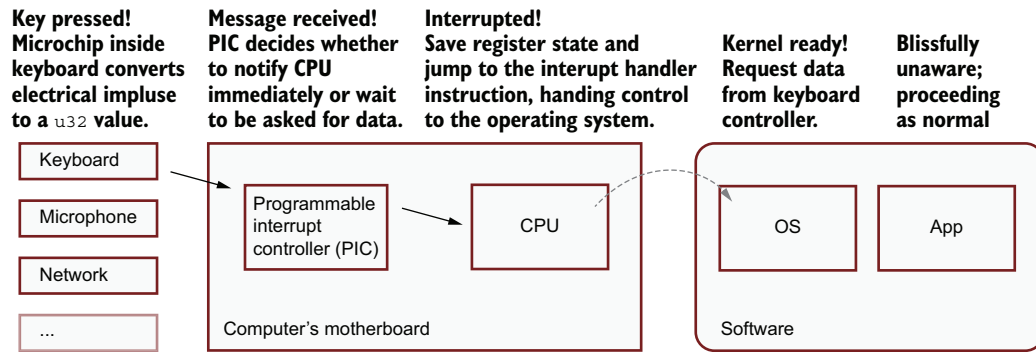 Key pressed!
Microchip inside
keyboard converts
electrical impluse
to a u32 value.
Message received!
PIC decides whether
to notify CPU
immediately or wait
to be asked for data.
Interrupted!
Save register state and
jump to the interupt handler
instruction, handing control
to the operating system.
Kernel ready!
Request data
from keyboard
controller.
Blissfully
unaware;
proceeding
as normal
Keyboard
Microphone
Network
...
Programmable
interrupt
controller (PIC)
CPU
Computer's motherboard
OS
App
Software